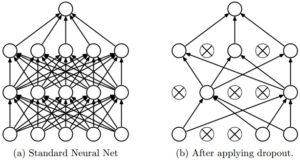 (a) Standard Neural Net
(b) After applying dropout.